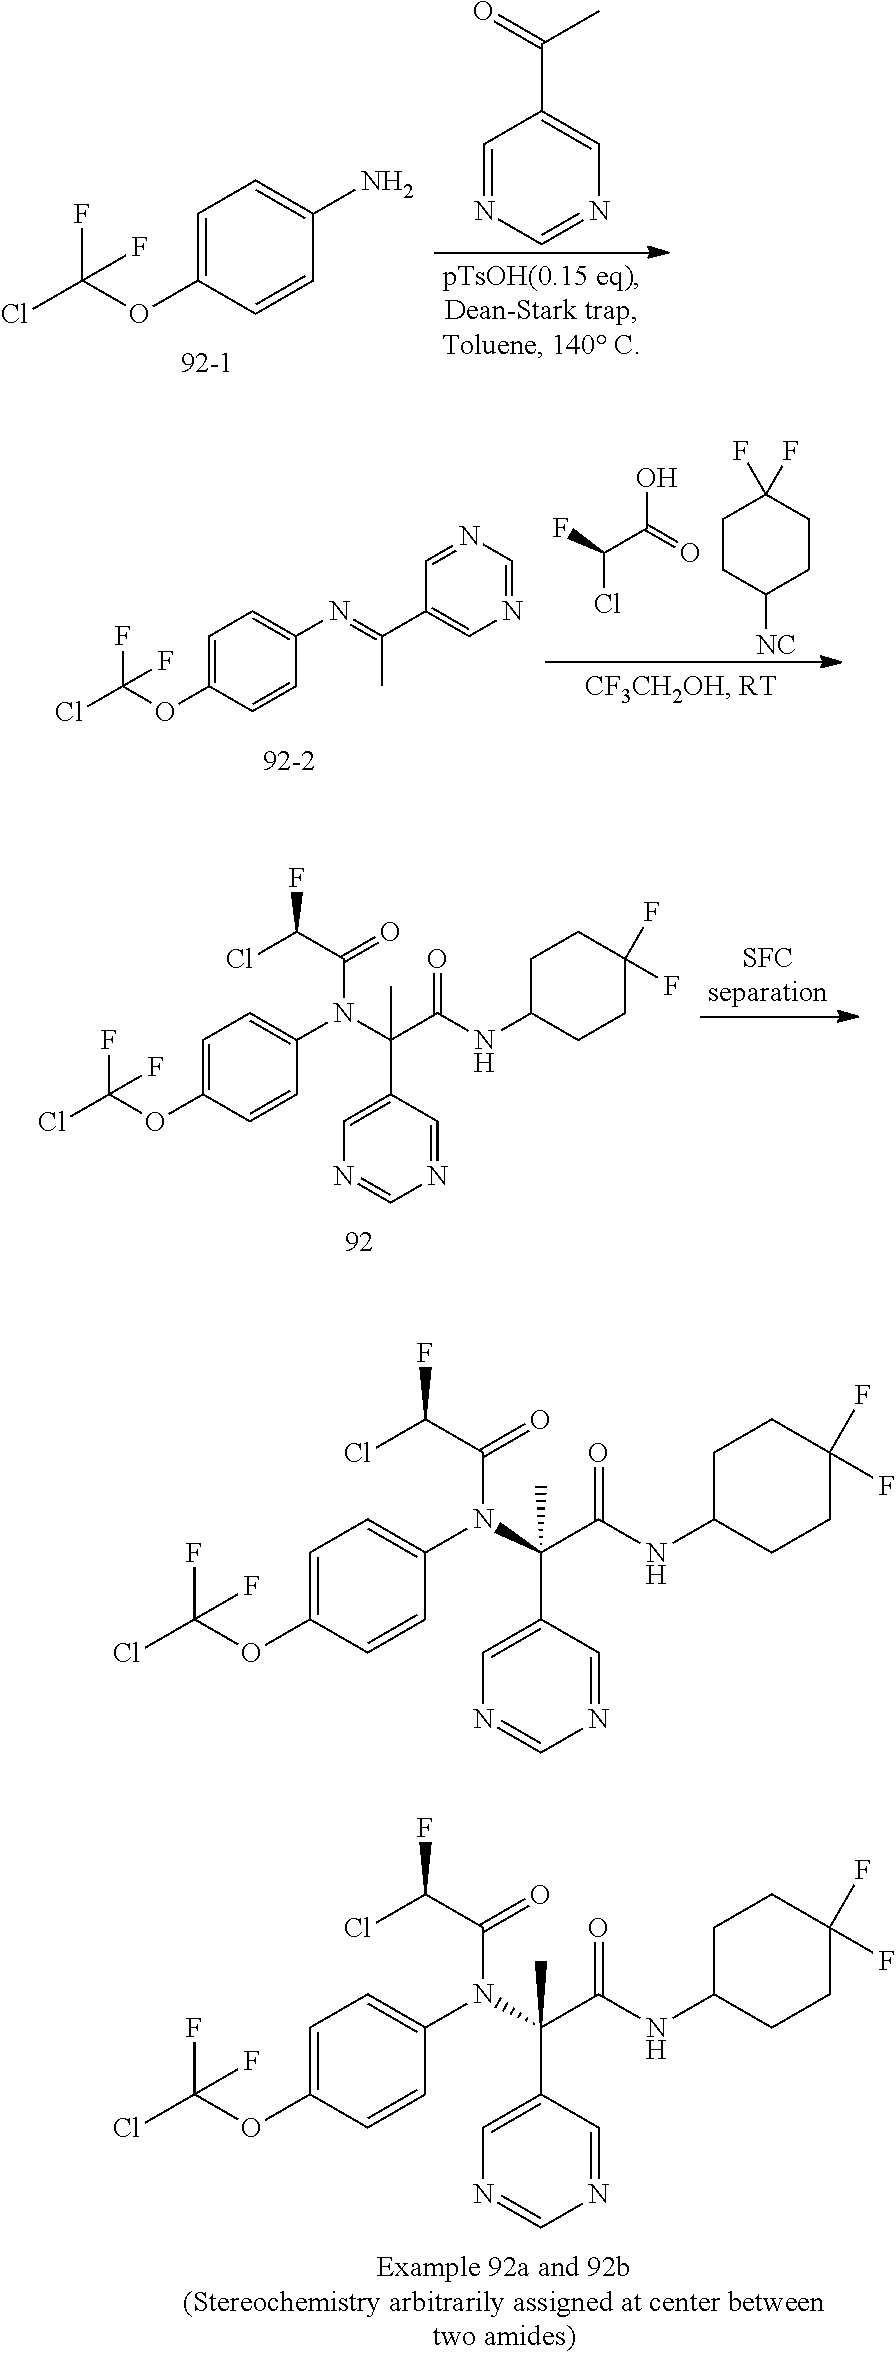 O
N N
NH2
F
F
Cl
O
92-1
pTsOH(0.15 eq),
Dean-Stark trap,
Toluene, 140° C.
F F
OH
F
O
Cl
NC
N
N
N
F
F
Cl
O
92-2
CF3CH2OH, RT
F
Cl
O
O
F
F
N
N
H
F
F
Cl
O
N N
92
SFC
separation
F
Cl
O
O
F
F
N
N
H
F
F
Cl
O
N N
F
Cl
O
O
F
F
N
N
H
F
F
Cl
O
N N
Example 92a and 92b
(Stereochemistry arbitrarily assigned at center between
two amides)